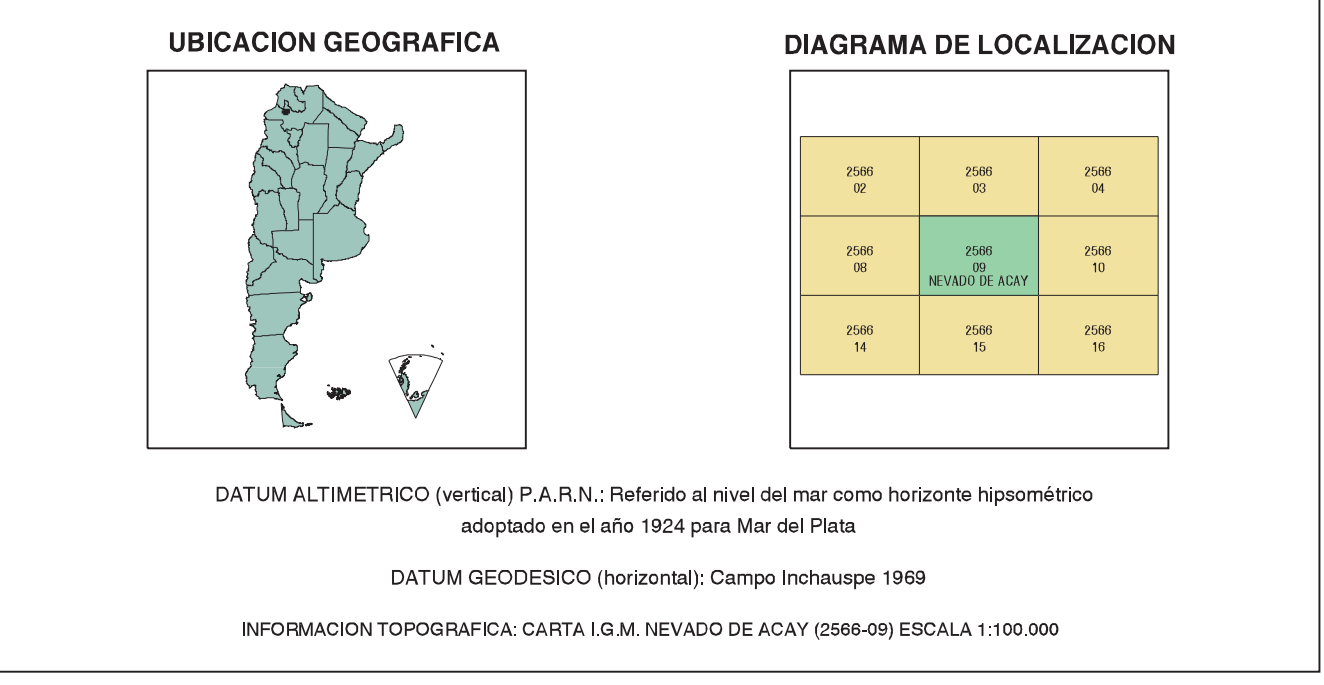 UBICACION GEOGRAFICA
DIAGRAMA DE LOCALIZACION
2566
02
2566
03
2566
04
2566
08
2566
09
NEVADO DE ACAY
2566
10
2566
14
2566
15
2566
16
DATUM ALTIMETRICO (vertical) P.A.R.N.: Referido al nivel del mar como horizonte hipsométrico
adoptado en el año 1924 para Mar del Plata
DATUM GEODESICO (horizontal): Campo Inchauspe 1969
INFORMACION TOPOGRAFICA: CARTA I.G.M. NEVADO DE ACAY (2566-09) ESCALA 1:100.000